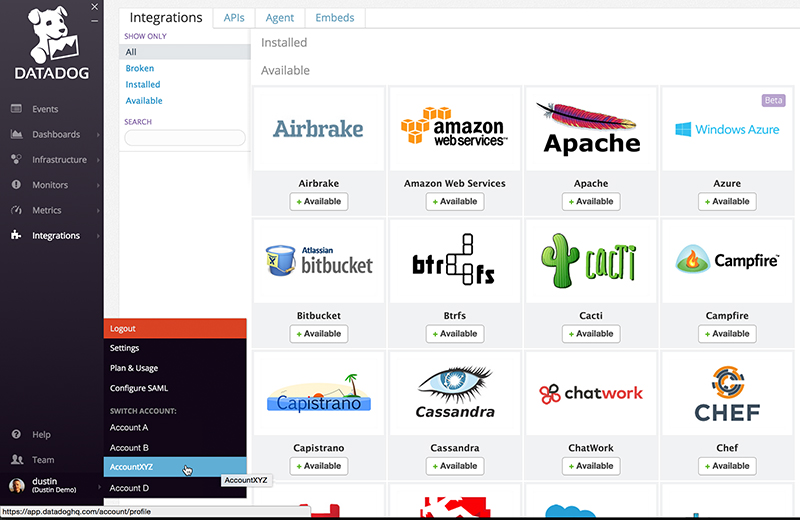 DATADOG
Events
Dashboards
Infrastructure
Monitors
Metrics
Integrations
Help
Team
dustin
(Dustin Demo)
Logout
Settings
Plan & Usage
Configure SAML
SWITCH ACCOUNT:
Account A
Account B
AccountXYZ
Account D
AccountXYZ
https://app.datadoghq.com/account/profile
Integrations
APIs
Agent
Embeds
SHOW ONLY
All
Broken
Installed
Available
SEARCH
Installed
Available
Airbrake
Airbrake
+ Available
amazon
web services™
Amazon Web Services
+ Available
Apache
Apache
+ Available
Beta
Windows Azure
Azure
+ Available
Atlassian
bitbucket
Bitbucket
+ Available
btrfs
Btrfs
+ Available
cacti
Cacti
+ Available
Campfire™
Campfire
+ Available
Capistrano
Capistrano
+ Available
Cassandra
Cassandra
+ Available
chatwork
ChatWork
+ Available
CHEF
Chef
+ Available